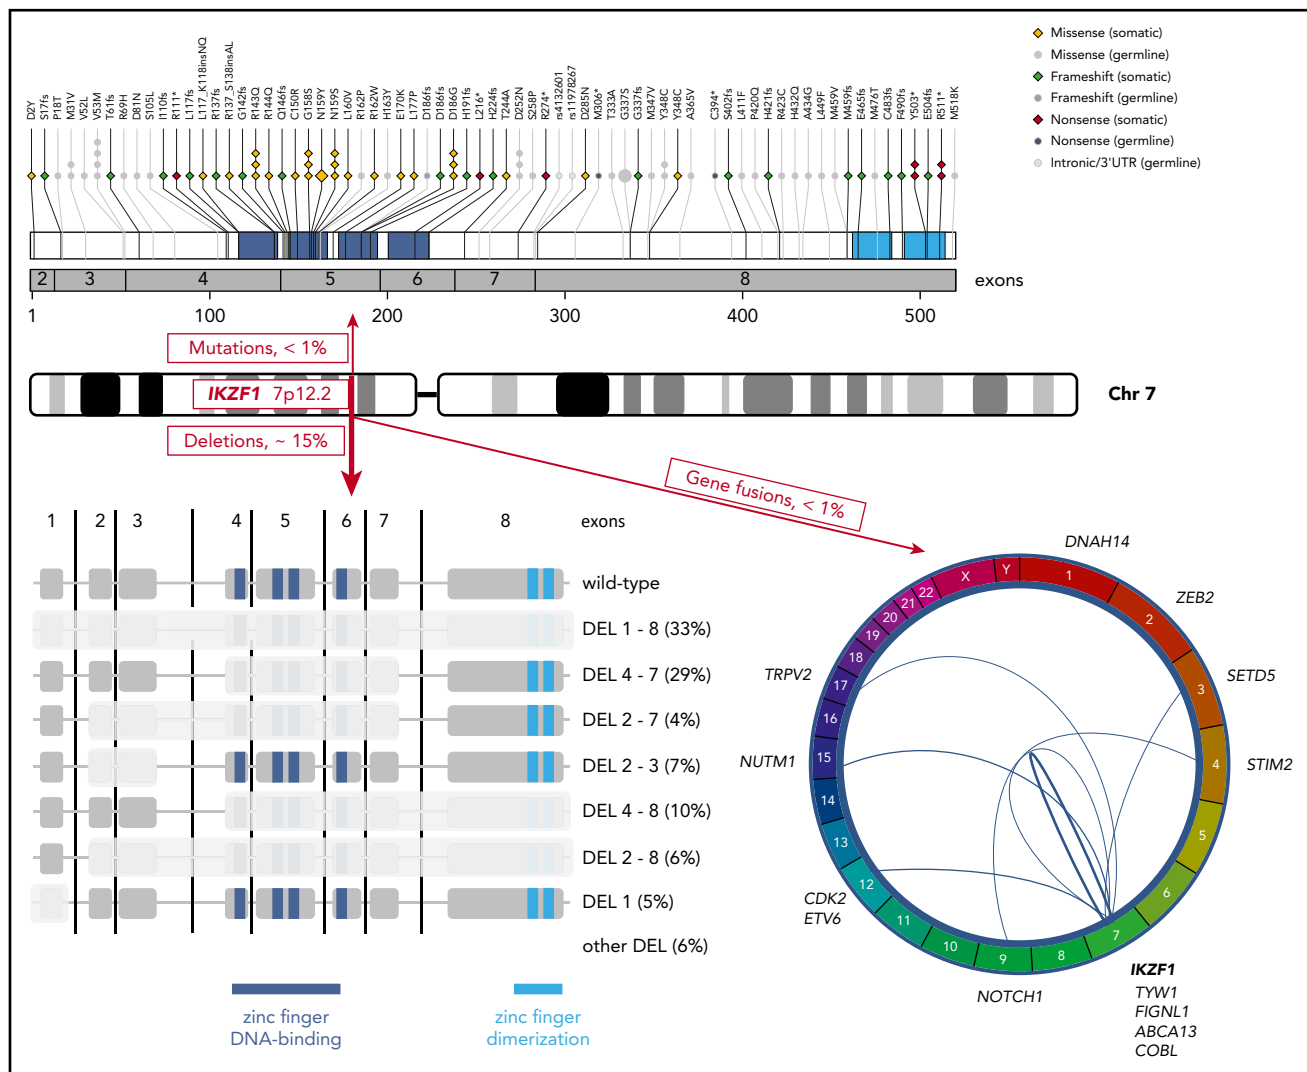 D2Y
S17fs
P18T
M31V
V52L
V53M
T61fs
R69H
D81N
S105L
I110fs
R111*
L117fs
L117_K118insNQ
R137fs
R137_S138insAL
G142fs
R143Q
R144Q
Q146fs
C150R
G158S
N159Y
N159S
L160V
R162P
R162W
H163Y
E170K
L177P
D186fs
D186fs
D186G
H191fs
L216*
H224fs
T244A
D252N
S258P
R274*
rs4132601
rs11978267
D285N
M306*
T333A
G337S
G337fs
M347V
Y348C
Y348C
A365V
C394*
S402fs
L411F
P420Q
H421fs
R423C
H432Q
A434G
L449F
M459V
M459fs
E465fs
M476T
C483fs
F490fs
Y503*
E504fs
R511*
M518K
Missense (somatic)
Missense (germline)
Frameshift (somatic)
Frameshift (germline)
Nonsense (somatic)
Nonsense (germline)
Intronic/3'UTR (germline)
2 3 4 5 6 7 8 exons
1 100 200 300 400 500
Mutations, < 1%
IKZF1 7p12.2
Chr 7
Deletions, ~ 15%
Gene fusions, < 1%
1 2 3 4 5 6 7 8 exons
wild-type
DEL 1 - 8 (33%)
DEL 4 - 7 (29%)
DEL 2 - 7 (4%)
DEL 2 - 3 (7%)
DEL 4 - 8 (10%)
DEL 2 - 8 (6%)
DEL 1 (5%)
other DEL (6%)
zinc finger
DNA-binding
zinc finger
dimerization
1
2
3
4
5
6
7
8
9
10
11
12
13
14
15
16
17
18
19
20
21
22
X
Y
DNAH14
ZEB2
SETD5
STIM2
IKZF1
TYW1
FIGNL1
ABCA13
COBL
NOTCH1
CDK2
ETV6
NUTM1
TRPV2